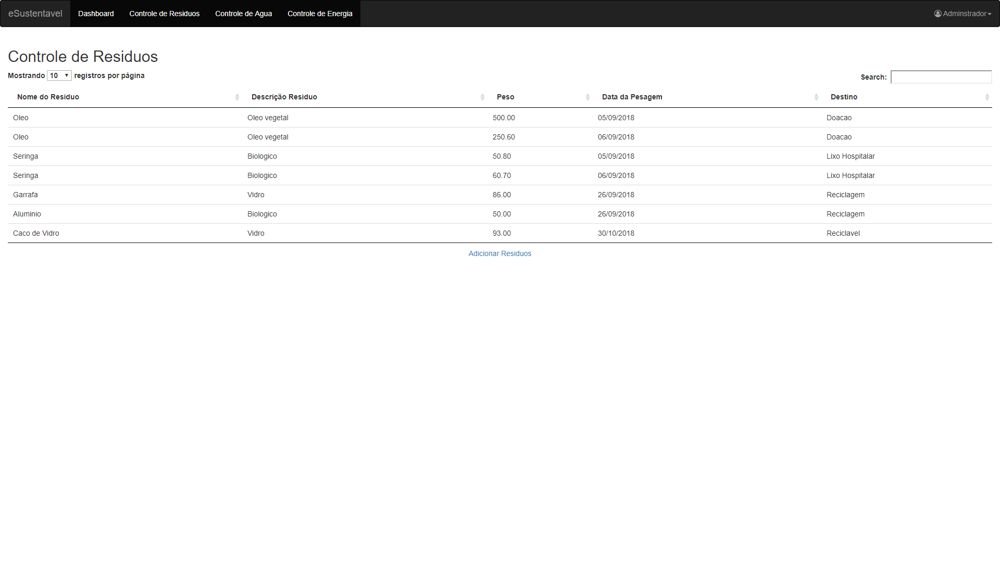 eSustentavel Dashboard Controle de Residuos Controle de Agua Controle de Energia Adminstrador
Controle de Residuos
Mostrando 10 registros por página Search:
Nome do Residuo Descrição Residuo Peso Data da Pesagem Destino
Oleo Oleo vegetal 500.00 05/09/2018 Doacao
Oleo Oleo vegetal 250.60 06/09/2018 Doacao
Seringa Biologico 50.80 05/09/2018 Lixo Hospitalar
Seringa Biologico 60.70 06/09/2018 Lixo Hospitalar
Garrafa Vidro 86.00 26/09/2018 Reciclagem
Aluminio Biologico 50.00 26/09/2018 Reciclagem
Caco de Vidro Vidro 93.00 30/10/2018 Reciclavel
Adicionar Residuos